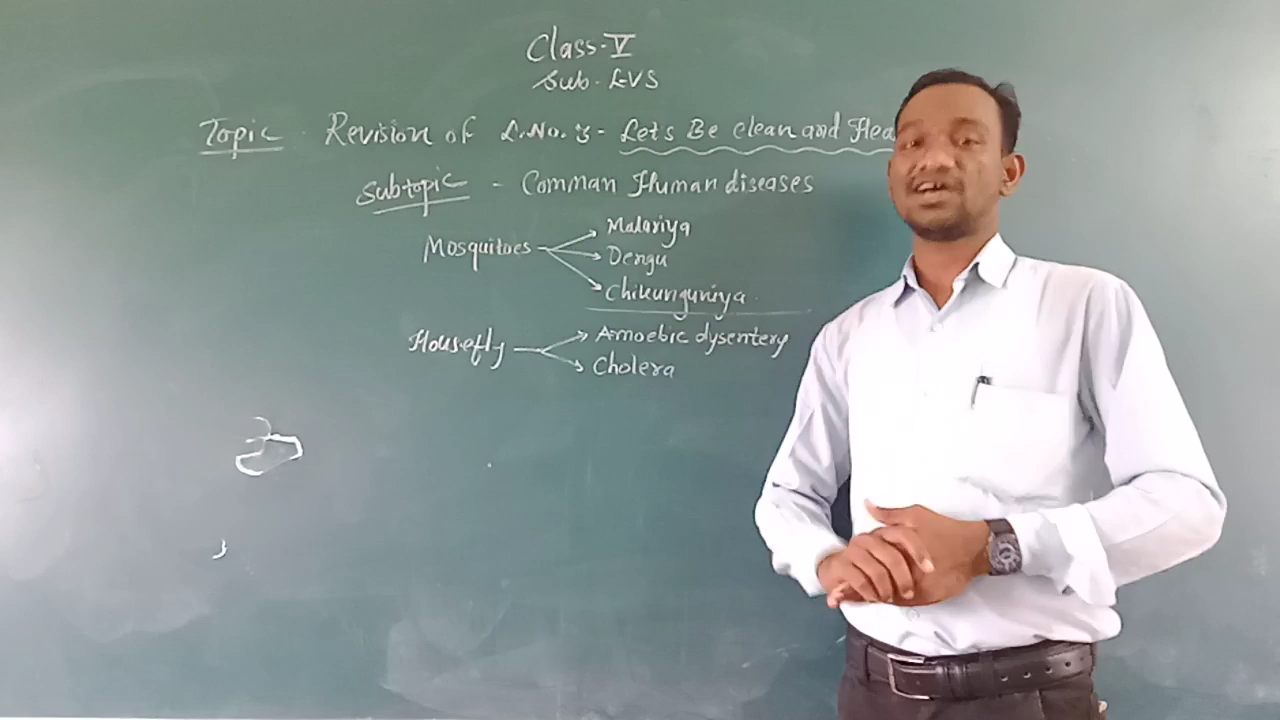 Class-V
Sub- EVS
Topic - Revision of L.No. 3 - Lets Be Clean and Hea
Subtopic - Comman Human diseases
Mosquitoes
Malariya
Dengu
Chikunguniya
Housefly
Amoebic dysentery
Cholera